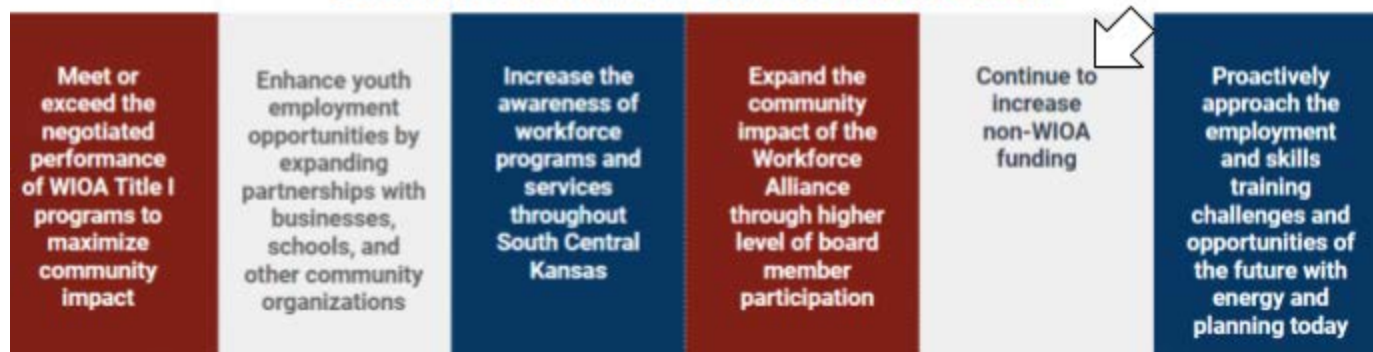 Meet or
exceed the
negotiated
performance
of WIOA Title I
programs to
maximize
community
impact
Enhance youth
employment
opportunities by
expanding
partnerships with
businesses,
schools, and
other community
organizations
Increase the
awareness of
workforce
programs and
services
throughout
South Central
Kansas
Expand the
community
impact of the
Workforce
Alliance
through higher
level of board
member
participation
Continue to
increase
non-WIOA
funding
Proactively
approach the
employment
and skills
training
challenges and
opportunities of
the future with
energy and
planning today